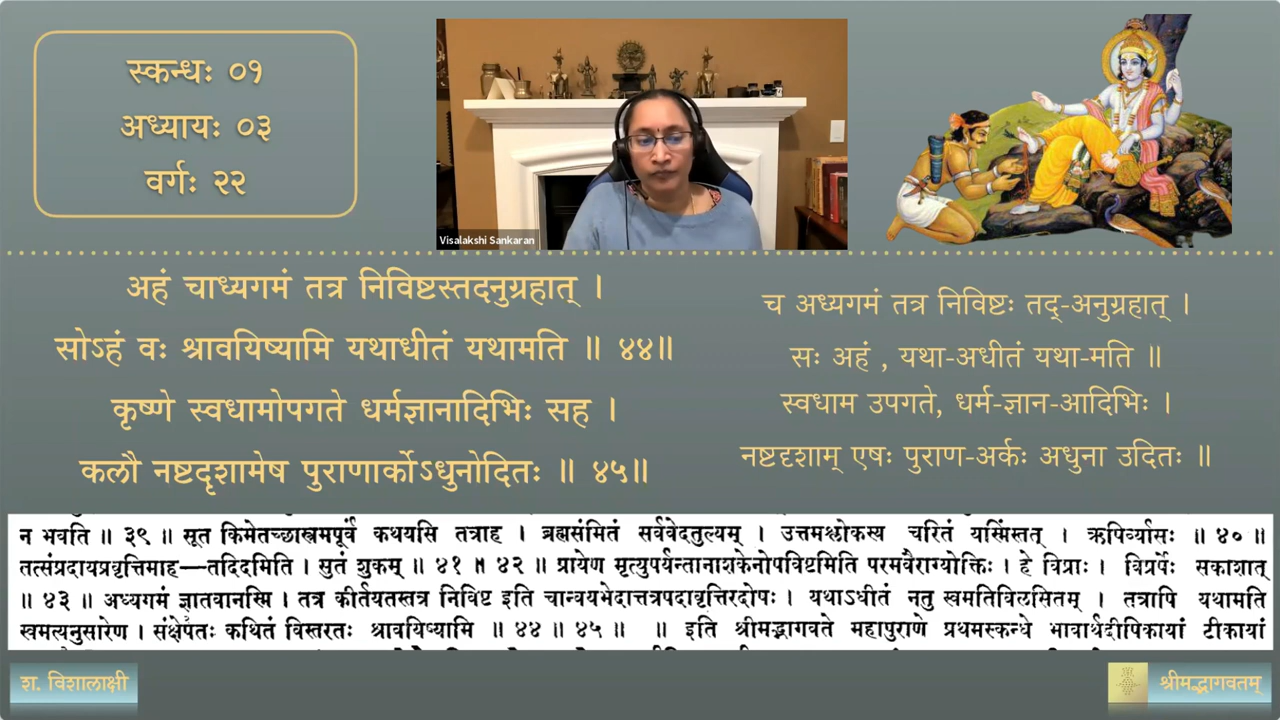 स्कन्धः ०१
अध्यायः ०३
वर्गः २२
Visalakshi Sankaran
अहं चाध्यगमं तत्र निविष्टस्तदनुग्रहात् ।
सोऽहं वः श्रावयिष्यामि यथाधीतं यथामति ॥ ४४॥
कृष्णे स्वधामोपगते धर्मज्ञानादिभिः सह ।
कलौ नष्टदृशामेष पुराणार्कोऽधुनोदितः ॥ ४५॥
च अध्यगमं तत्र निविष्टः तद्-अनुग्रहात् ।
सः अहं , यथा-अधीतं यथा-मति ॥
स्वधाम उपगते, धर्म-ज्ञान-आदिभिः ।
नष्टदृशाम् एषः पुराण-अर्कः अधुना उदितः ॥
न भवति ॥ ३९ ॥ सूत किमेतच्छास्त्रमपूर्वं कथयसि तत्राह । ब्रह्मसंमितं सर्ववेदतुल्यम् । उत्तमश्लोकस्य चरितं यस्मिंस्तत् । ऋषिर्व्यासः ॥ ४० ॥
तत्संप्रदायप्रवृत्तिमाह—तदिदमिति । सुतं शुकम् ॥ ४१ ॥ ४२ ॥ प्रायेण मृत्युपर्यन्तानाशकेनोपविष्टमिति परमवैराग्योक्तिः । हे विप्राः । विप्रर्षेः सकाशात्
॥ ४३ ॥ अध्यगमं ज्ञातवानस्मि । तत्र कीर्तयतस्तत्र निविष्ट इति चान्वयभेदात्तत्रपदावृत्तिरदोषः । यथाऽधीतं नतु स्वमतिविलसितम् । तत्रापि यथामति
स्वमत्यनुसारेण । संक्षेपतः कथितं विस्तरतः श्रावयिष्यामि ॥ ४४ ॥ ४५ ॥ ॥ इति श्रीमद्भागवते महापुराणे प्रथमस्कन्धे भावार्थदीपिकायां टीकायां
श. विशालाक्षी
श्रीमद्भागवतम्